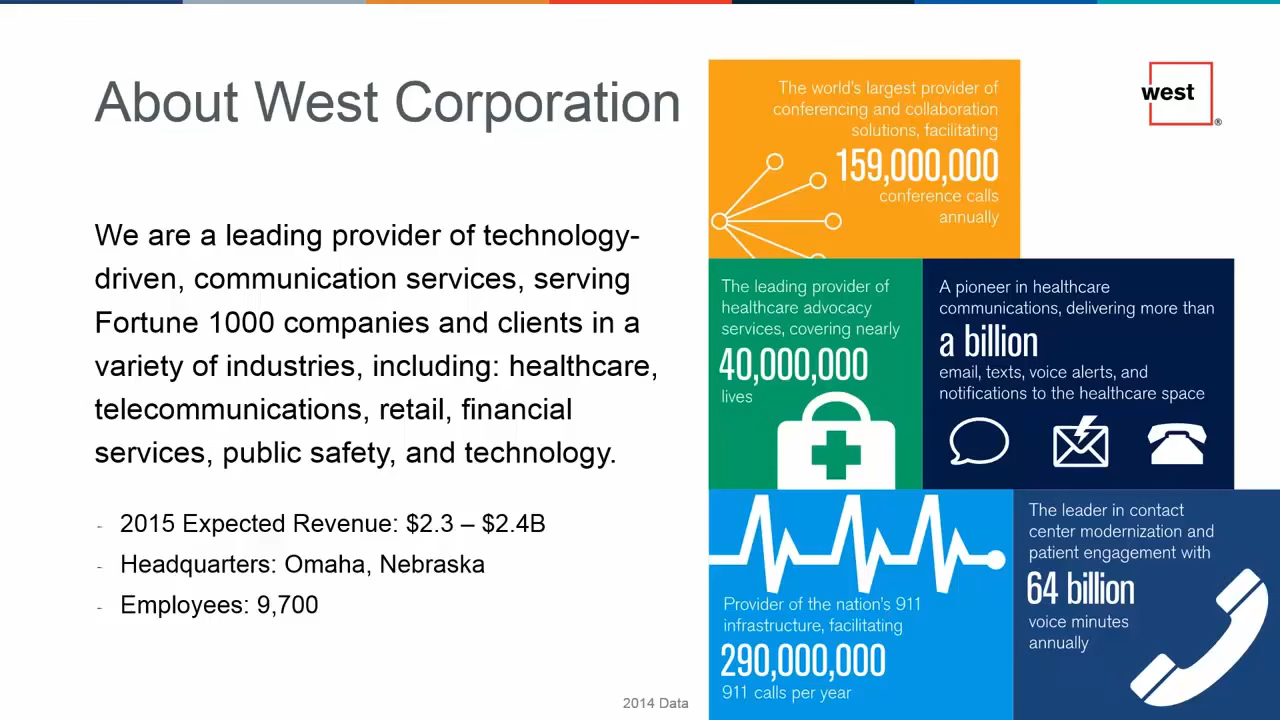 About West Corporation
We are a leading provider of technology-
driven, communication services, serving
Fortune 1000 companies and clients in a
variety of industries, including: healthcare,
telecommunications, retail, financial
services, public safety, and technology.
- 2015 Expected Revenue: $2.3 – $2.4B
- Headquarters: Omaha, Nebraska
- Employees: 9,700
The world's largest provider of
conferencing and collaboration
solutions, facilitating
159,000,000
conference calls
annually
west
®
The leading provider of
healthcare advocacy
services, covering nearly
40,000,000
lives
A pioneer in healthcare
communications, delivering more than
a billion
email, texts, voice alerts, and
notifications to the healthcare space
Provider of the nation's 911
infrastructure, facilitating
290,000,000
911 calls per year
The leader in contact
center modernization and
patient engagement with
64 billion
voice minutes
annually
2014 Data